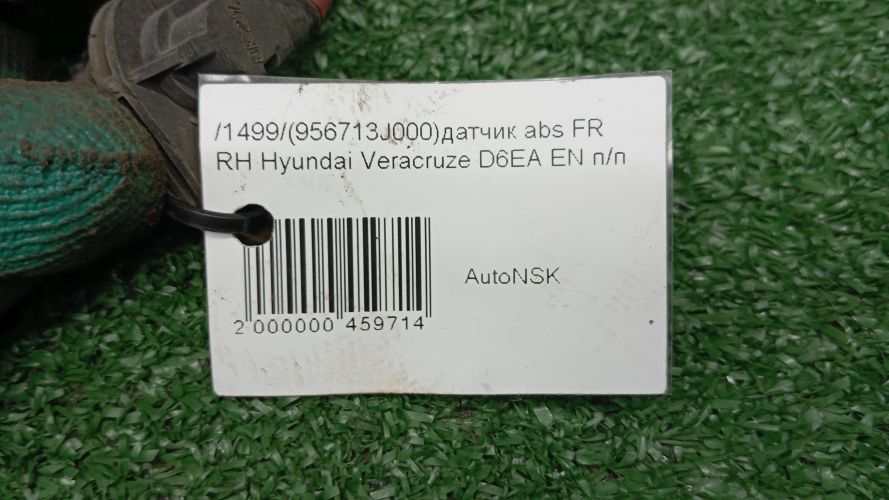 /1499/(956713J000)датчик abs FR
RH Hyundai Veracruze D6EA EN п/п
AutoNSK
2 000000 459714